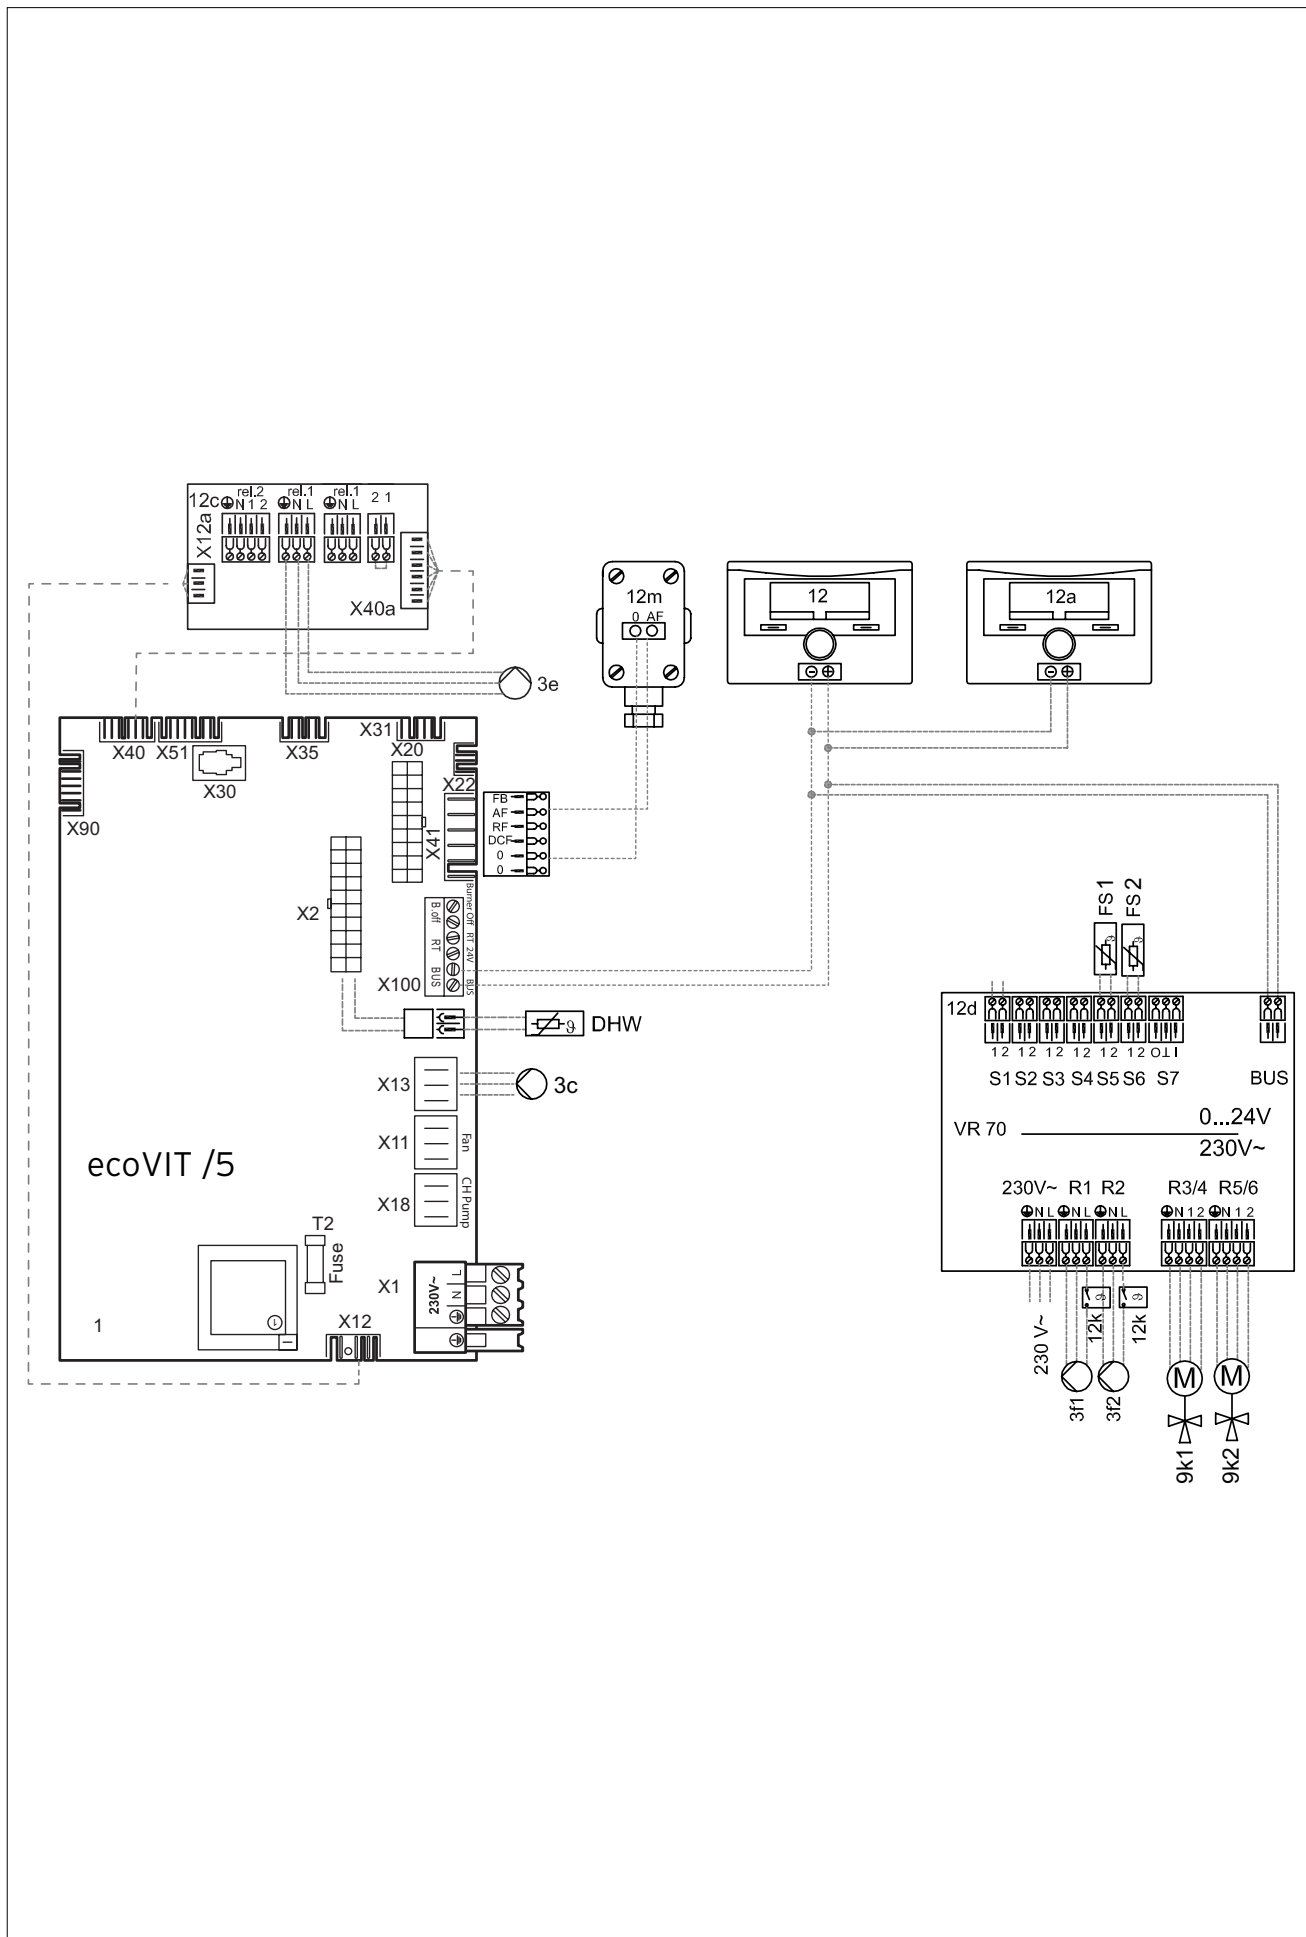 12c
rel.2
N 1 2
rel.1
N L
rel.1
N L
2 1
X12a
X40a
3e
12m
0 AF
12
12a
X40
X51
X30
X35
X31
X20
X22
X90
X41
FB
AF
RF
DCF
0
0
X2
X100
B.off
RT
BUS
Burner Off
RT
24V
BUS
DHW
X13
3c
X11
Fan
X18
CH Pump
ecoVIT /5
T2
Fuse
X1
230V~
L
N
1
1
X12
FS 1
FS 2
12d
1 2
1 2
1 2
1 2
1 2
1 2
O T I
S1 S2 S3 S4 S5 S6 S7
BUS
VR 70
0...24V
230V~
230V~ R1 R2 R3/4 R5/6
N L
N L
N L
N 1 2
N 1 2
230 V~
12k
12k
3f1
3f2
M
M
9k1
9k2